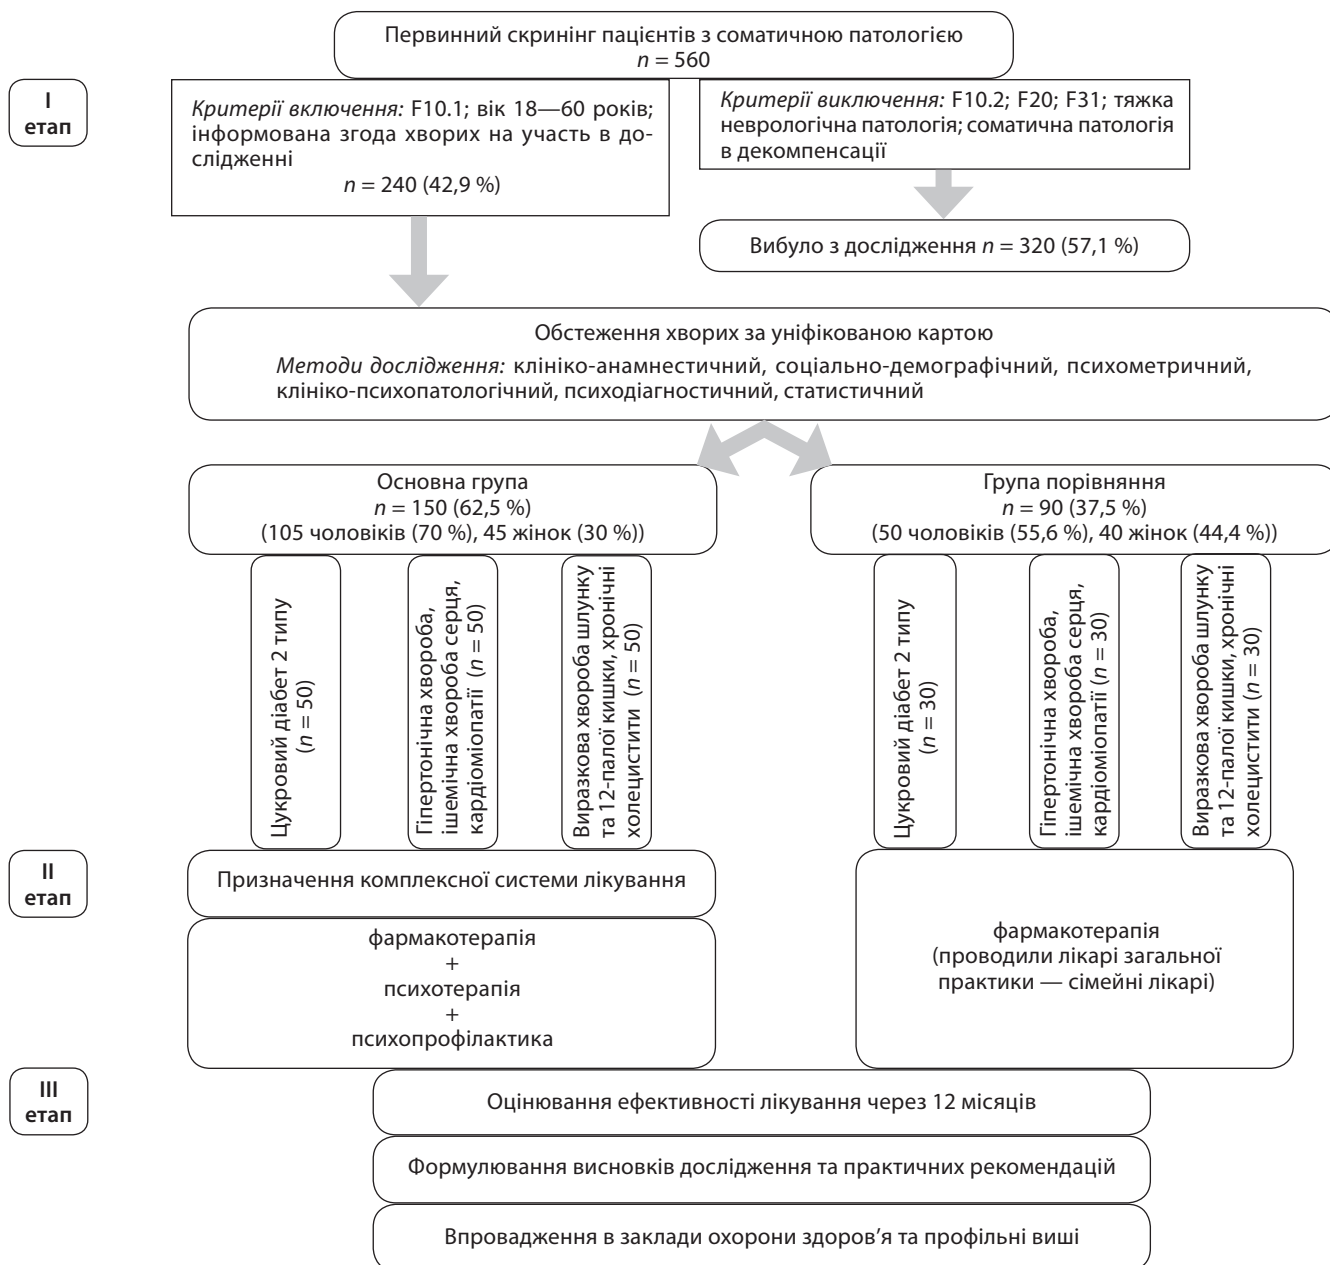 Первинний скринінг пацієнтів з соматичною патологією
n = 560
I
етап
Критерії включення: F10.1; вік 18—60 років;
інформована згода хворих на участь в до-
слідженні
n = 240 (42,9 %)
Критерії виключення: F10.2; F20; F31; тяжка
неврологічна патологія; соматична патологія
в декомпенсації
Вибуло з дослідження n = 320 (57,1 %)
Обстеження хворих за уніфікованою картою
Методи дослідження: клініко-анамнестичний, соціально-демографічний, психометричний,
клініко-психопатологічний, психодіагностичний, статистичний
Основна група
n = 150 (62,5 %)
(105 чоловіків (70 %), 45 жінок (30 %))
Група порівняння
n = 90 (37,5 %)
(50 чоловіків (55,6 %), 40 жінок (44,4 %))
Цукровий діабет 2 типу
(n = 50)
Гіпертонічна хвороба,
ішемічна хвороба серця,
кардіоміопатії (n = 50)
Виразкова хвороба шлунку
та 12-палої кишки, хронічні
холецистити (n = 50)
Цукровий діабет 2 типу
(n = 30)
Гіпертонічна хвороба,
ішемічна хвороба серця,
кардіоміопатії (n = 30)
Виразкова хвороба шлунку
та 12-палої кишки, хронічні
холецистити (n = 30)
II
етап
Призначення комплексної системи лікування
фармакотерапія
+
психотерапія
+
психопрофілактика
фармакотерапія
(проводили лікарі загальної
практики — сімейні лікарі)
III
етап
Оцінювання ефективності лікування через 12 місяців
Формулювання висновків дослідження та практичних рекомендацій
Впровадження в заклади охорони здоров'я та профільні виші